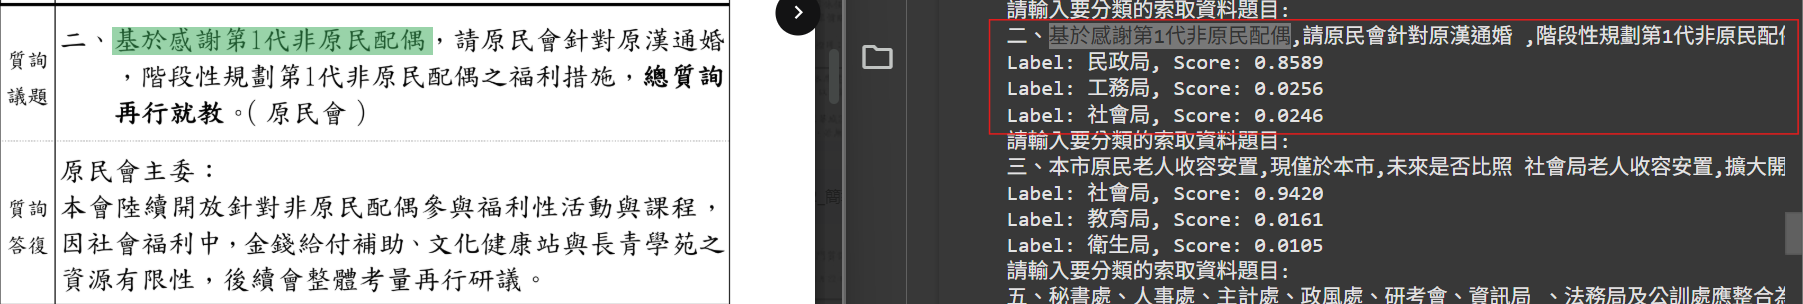 質詢
議題
二、基於感謝第1代非原民配偶,請原民會針對原漢通婚
,階段性規劃第1代非原民配偶之福利措施,總質詢
再行就教。(原民會)
質詢
答復
原民會主委:
本會陸續開放針對非原民配偶參與福利性活動與課程,
因社會福利中,金錢給付補助、文化健康站與長青學苑之
資源有限性,後續會整體考量再行研議。
請輸入要分類的索取資料題目:
二、基於感謝第1代非原民配偶,請原民會針對原漢通婚 ,階段性規劃第1代非原民配
Label: 民政局, Score: 0.8589
Label: 工務局, Score: 0.0256
Label: 社會局, Score: 0.0246
請輸入要分類的索取資料題目:
三、本市原民老人收容安置,現僅於本市,未來是否比照 社會局老人收容安置,擴大開
Label: 社會局, Score: 0.9420
Label: 教育局, Score: 0.0161
Label: 衛生局, Score: 0.0105
請輸入要分類的索取資料題目:
五、秘書處、人事處、主計處、政風處、研考會、資訊局 、法務局及公訓處應整合為